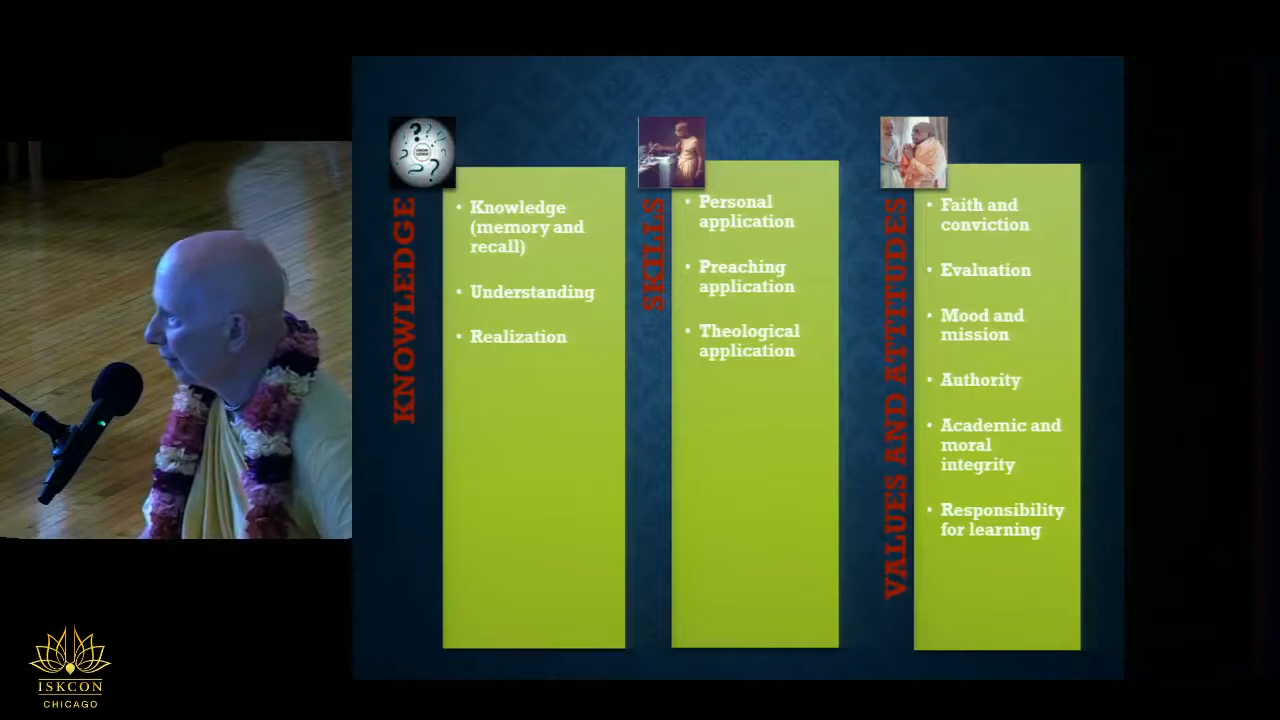 KNOWLEDGE
• Knowledge
(memory and
recall)
• Understanding
• Realization
SKILLS
• Personal
application
• Preaching
application
• Theological
application
VALUES AND ATTITUDES
• Faith and
conviction
• Evaluation
• Mood and
mission
• Authority
• Academic and
moral
integrity
• Responsibility
for learning
ISKCON
CHICAGO